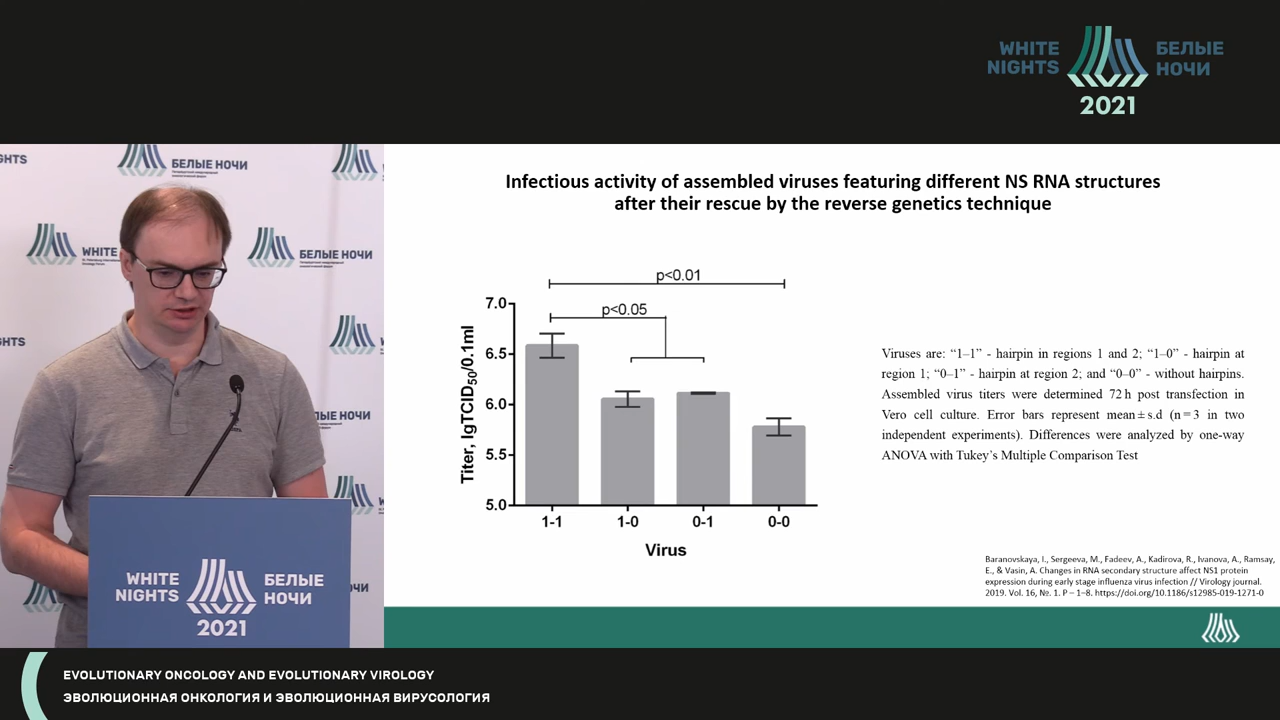 WHITE NIGHTS
БЕЛЫЕ НОЧИ
2021
GHTS
БЕЛЫЕ НОЧИ
WHITE
БЕЛЫЕ НОЧИ
GHTS
ЫЕ НОЧИ
WHITE NIGHTS
БЕЛЫЕ НОЧИ
2021
Infectious activity of assembled viruses featuring different NS RNA structures
after their rescue by the reverse genetics technique
p<0.01
p<0.05
Titer, lgTCID50/0.1ml
7.0
6.5
6.0
5.5
5.0
1-1 1-0 0-1 0-0
Virus
Viruses are: “1–1” - hairpin in regions 1 and 2; “1–0” - hairpin at
region 1; “0–1” - hairpin at region 2; and “0–0” - without hairpins.
Assembled virus titers were determined 72 h post transfection in
Vero cell culture. Error bars represent mean ± s.d (n = 3 in two
independent experiments). Differences were analyzed by one-way
ANOVA with Tukey’s Multiple Comparison Test
Baranovskaya, I., Sergeeva, M., Fadeev, A., Kadirova, R., Ivanova, A., Ramsay,
E., & Vasin, A. Changes in RNA secondary structure affect NS1 protein
expression during early stage influenza virus infection // Virology journal.
2019. Vol. 16, №. 1. P – 1–8. https://doi.org/10.1186/s12985-019-1271-0
EVOLUTIONARY ONCOLOGY AND EVOLUTIONARY VIROLOGY
ЭВОЛЮЦИОННАЯ ОНКОЛОГИЯ И ЭВОЛЮЦИОННАЯ ВИРУСОЛОГИЯ